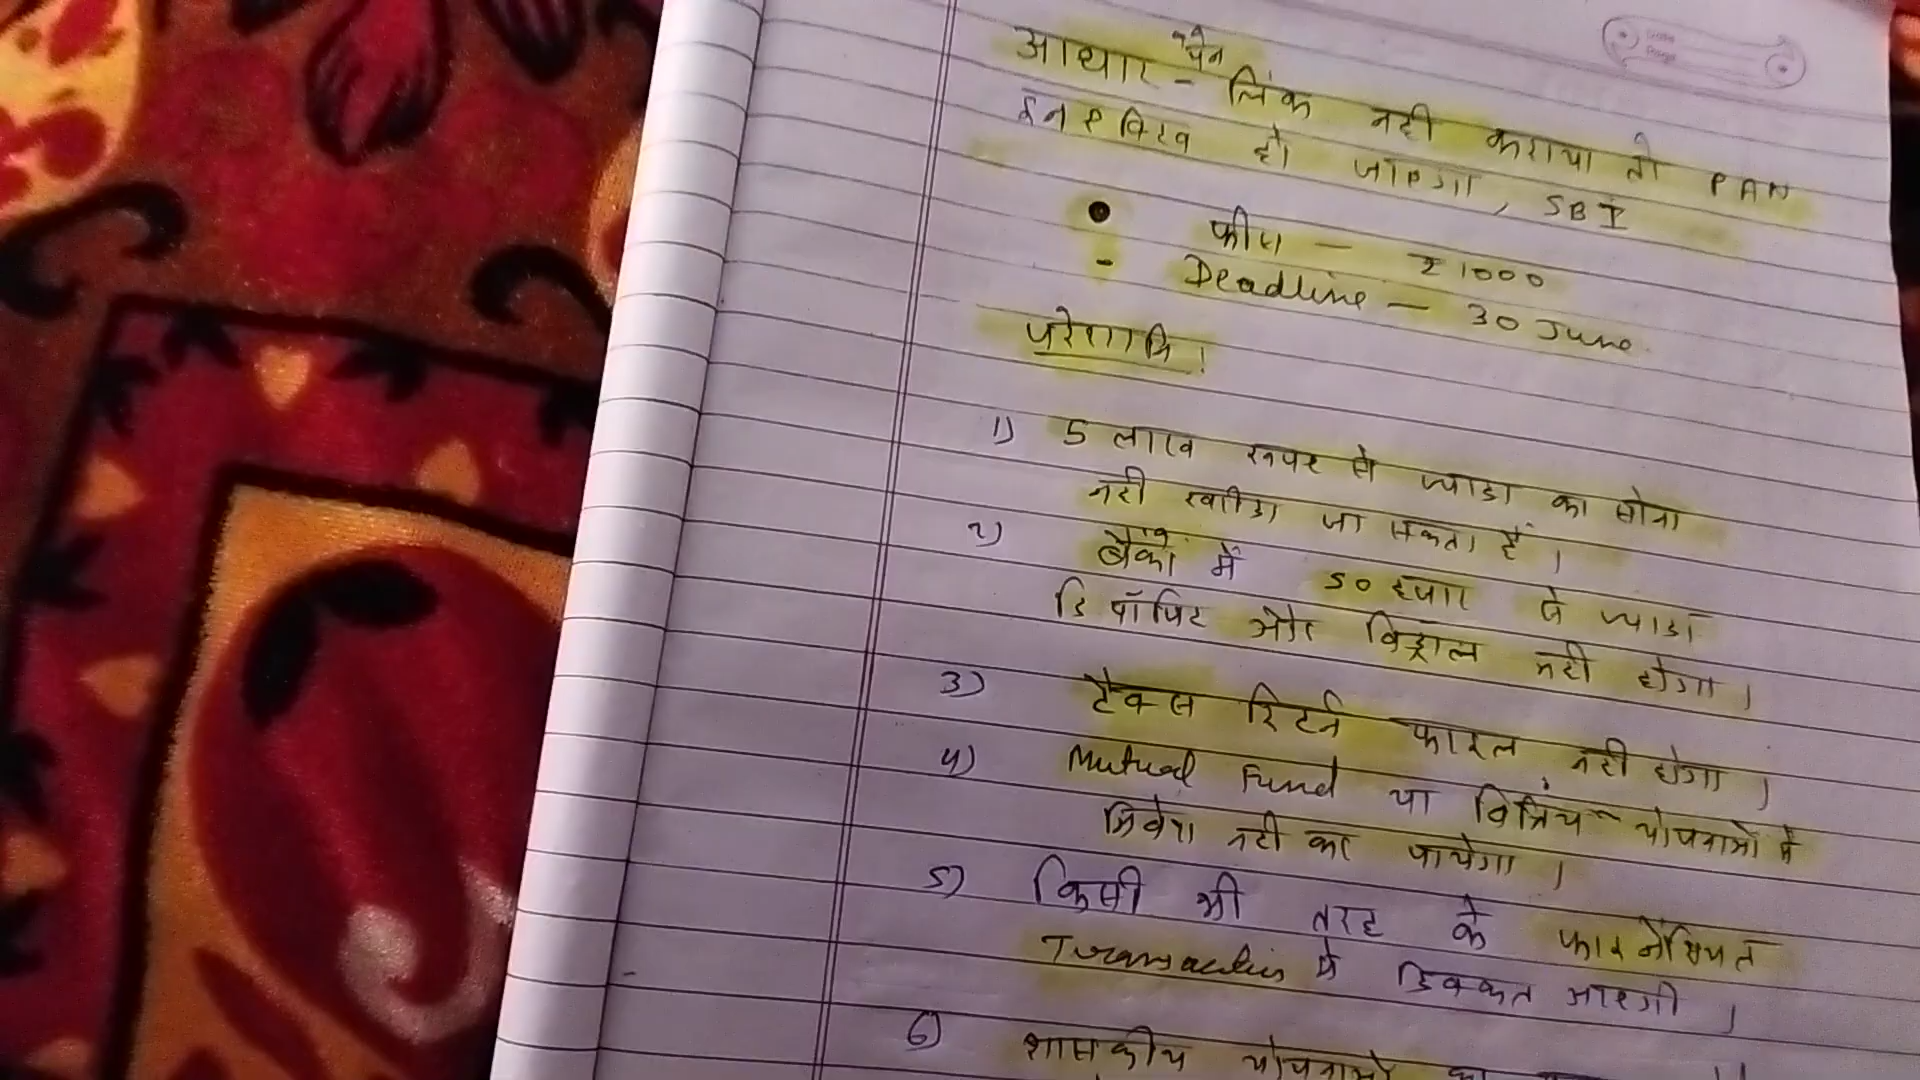 आधार - पैन लिंक नही कराया तो PAN
इनएक्टिव हो जाएगा, SBI
फीस — ₹1000
- Deadline — 30 June
परेशानि।
1) 5 लाख रुपए से ज्यादा का सोना
नही खरीदा जा सकता हैं।
2) बैंको में 50 हजार से ज्यादा
डिपॉजिट और विड्राल नही होगा।
3) टैक्स रिटर्न फाइल नही होगा।
4) Mutual Fund या वित्तिय योजनाओ में
निवेश नही कर पायेगा।
5) किसी भी तरह के फाइनेंसियल
Transaction में दिक्कत आएगी।
6) शासकीय योजनाओं का